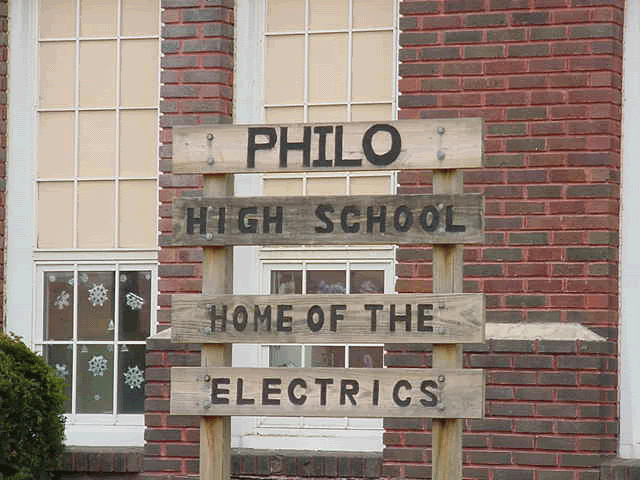 PHILO
HIGH SCHOOL
HOME OF THE
ELECTRICS